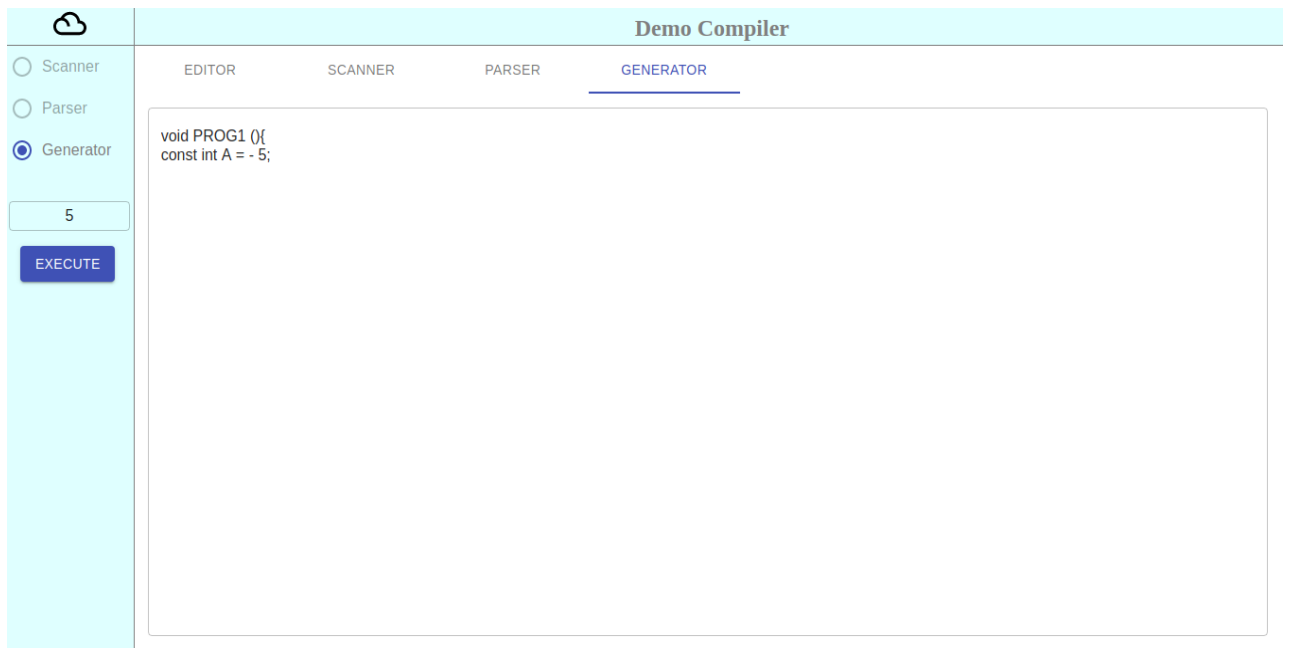 Demo Compiler
Scanner
Parser
Generator
5
EXECUTE
EDITOR SCANNER PARSER GENERATOR
void PROG1 (){
const int A = - 5;